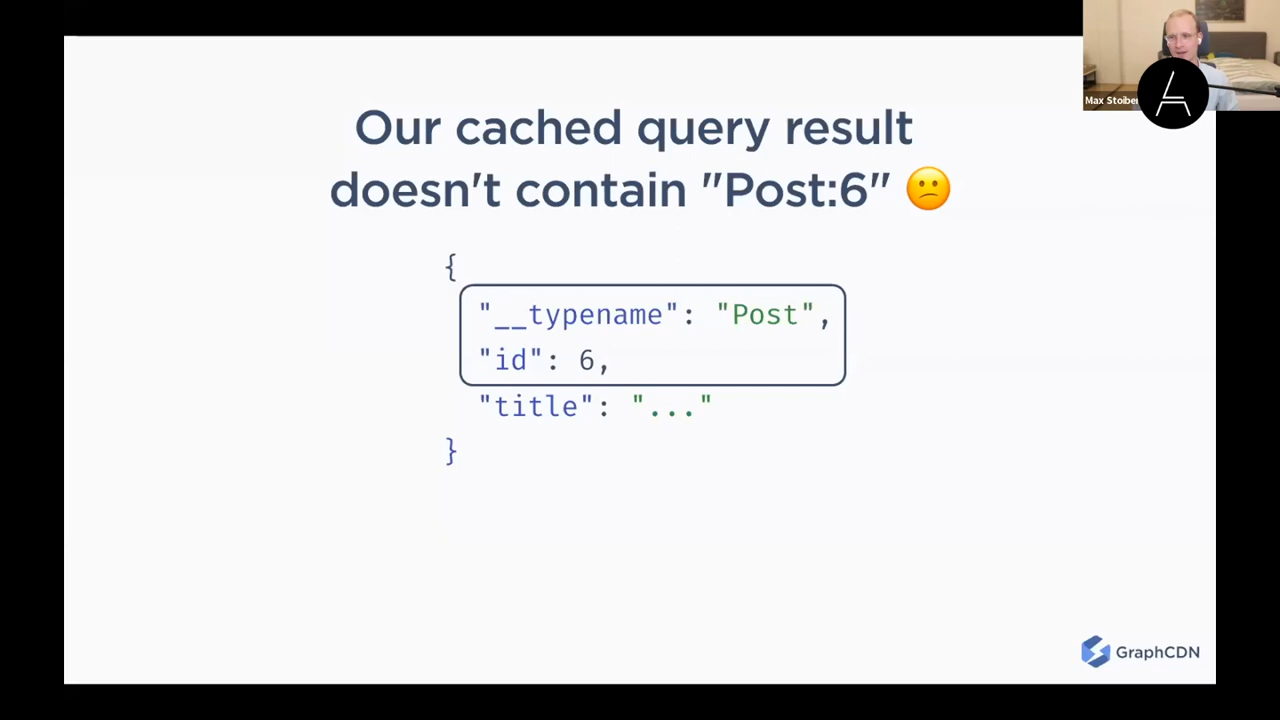 Max Stoiber
Our cached query result
doesn't contain "Post:6" 😕
{
"__typename": "Post",
"id": 6,
"title": "..."
}
GraphCDN